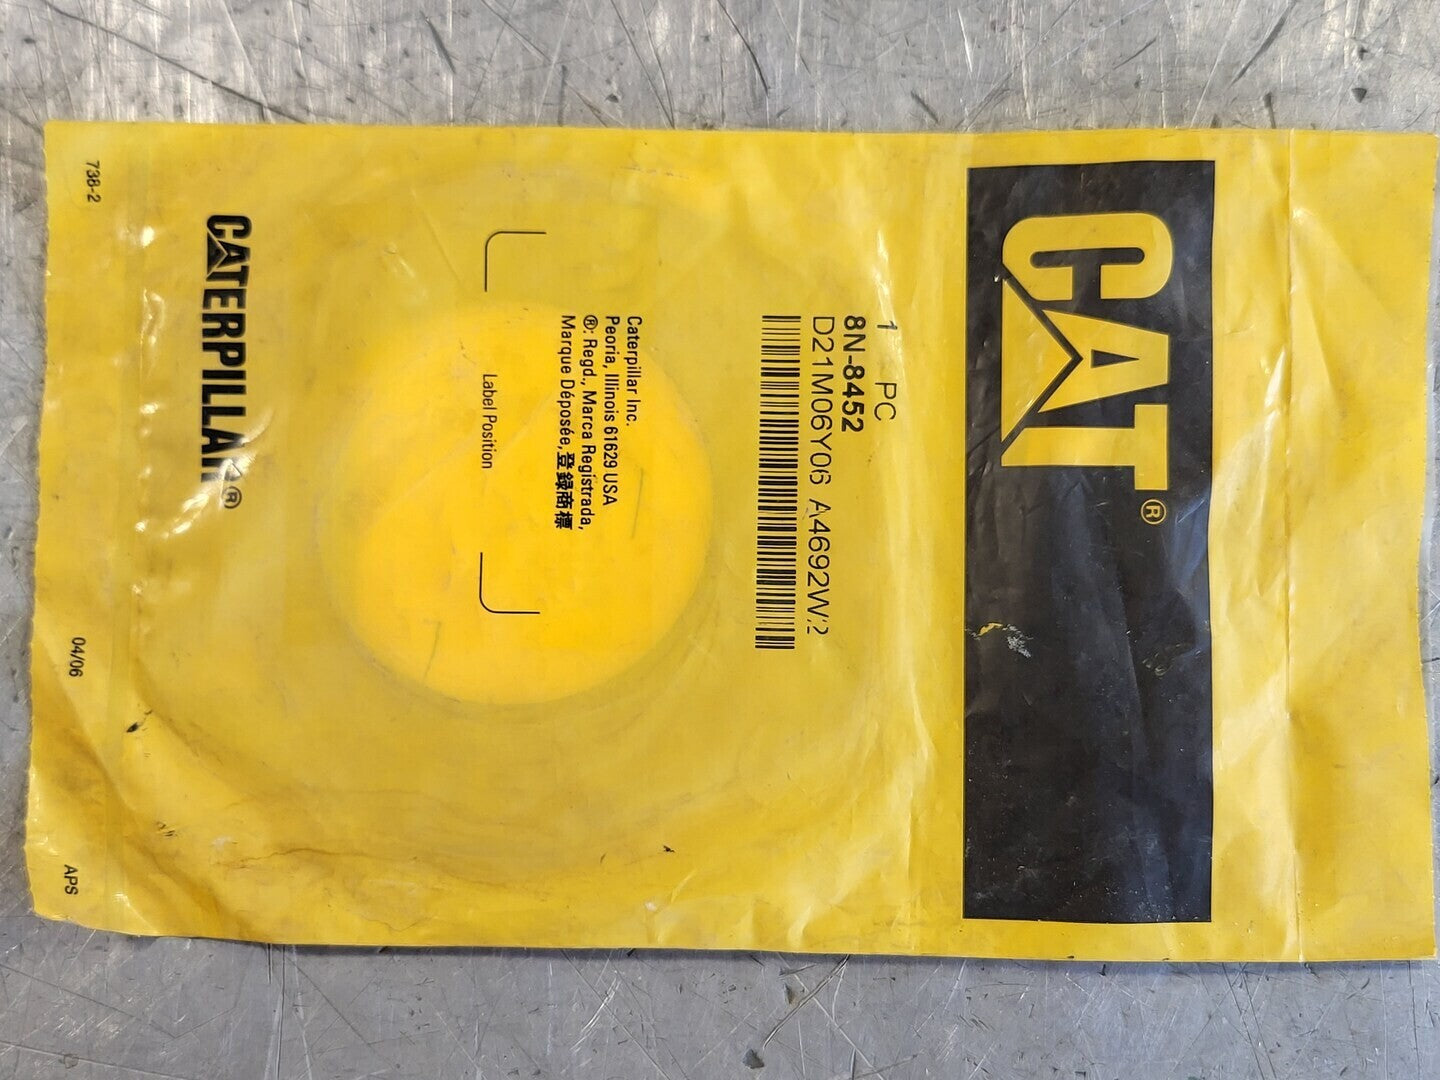 CAT®
1 PC
8N-8452
D21M06Y06 A4692W2
Caterpillar Inc.
Peoria, Illinois 61629 USA
®: Regd., Marca Registrada,
Marque Déposée,登録商標
Label Position
CATERPILLAR®
738-2
04/06
APS